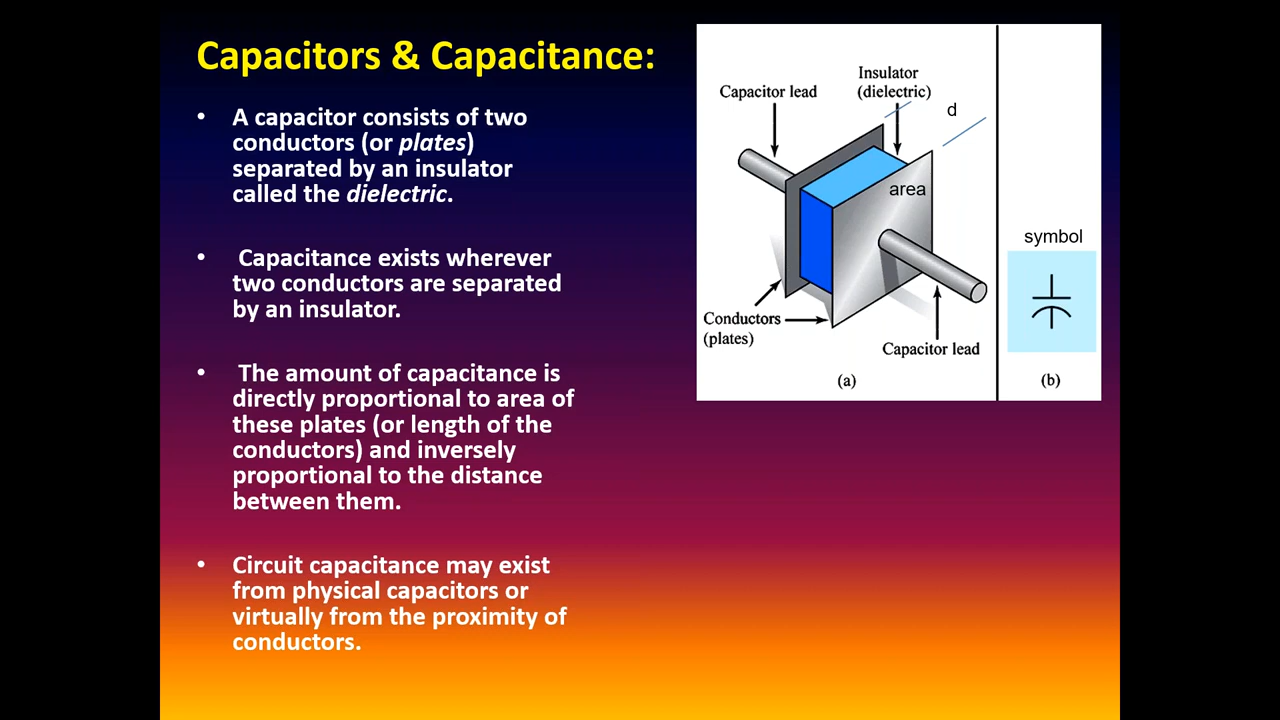 Capacitors & Capacitance:
• A capacitor consists of two
conductors (or plates)
separated by an insulator
called the dielectric.
• Capacitance exists wherever
two conductors are separated
by an insulator.
• The amount of capacitance is
directly proportional to area of
these plates (or length of the
conductors) and inversely
proportional to the distance
between them.
• Circuit capacitance may exist
from physical capacitors or
virtually from the proximity of
conductors.
Capacitor lead
Insulator
(dielectric)
d
area
Conductors
(plates)
Capacitor lead
(a)
symbol
(b)